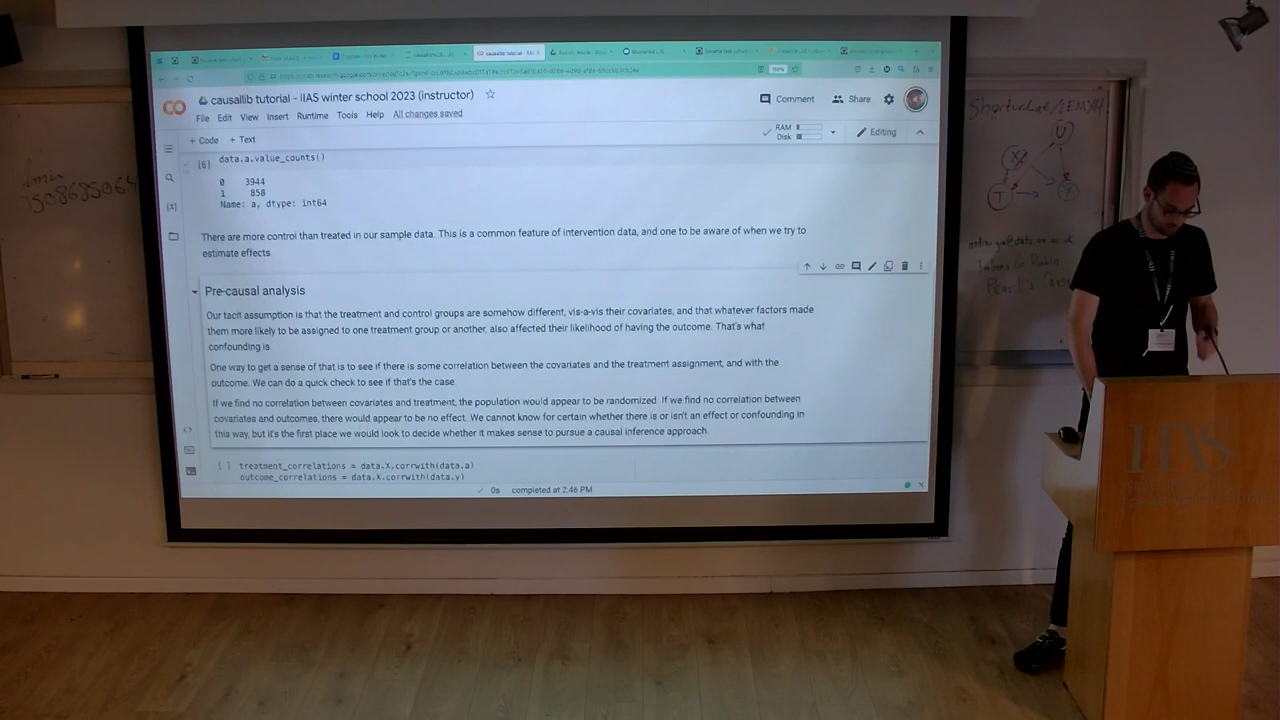 causallib tutorial - IIAS winter school 2023 (instructor)
Comment
Share
File Edit View Insert Runtime Tools Help All changes saved
+ Code + Text
RAM
Disk
Editing
[6] data.a.value_counts()
0 3944
1 858
Name: a, dtype: int64
There are more control than treated in our sample data. This is a common feature of intervention data, and one to be aware of when we try to
estimate effects
Pre-causal analysis
Our tacit assumption is that the treatment and control groups are somehow different, vis-a-vis their covariates, and that whatever factors made
them more likely to be assigned to one treatment group or another, also affected their likelihood of having the outcome. That's what
confounding is.
One way to get a sense of that is to see if there is some correlation between the covariates and the treatment assignment, and with the
outcome. We can do a quick check to see if that's the case.
If we find no correlation between covariates and treatment, the population would appear to be randomized. If we find no correlation between
covariates and outcomes, there would appear to be no effect. We cannot know for certain whether there is or isn't an effect or confounding in
this way, but it's the first place we would look to decide whether it makes sense to pursue a causal inference approach.
[ ] treatment_correlations = data.X.corrwith(data.a)
outcome_correlations = data.X.corrwith(data.y)
0s completed at 2:46 PM
U
X
T
Y
Imbens & Rubin
IIAS